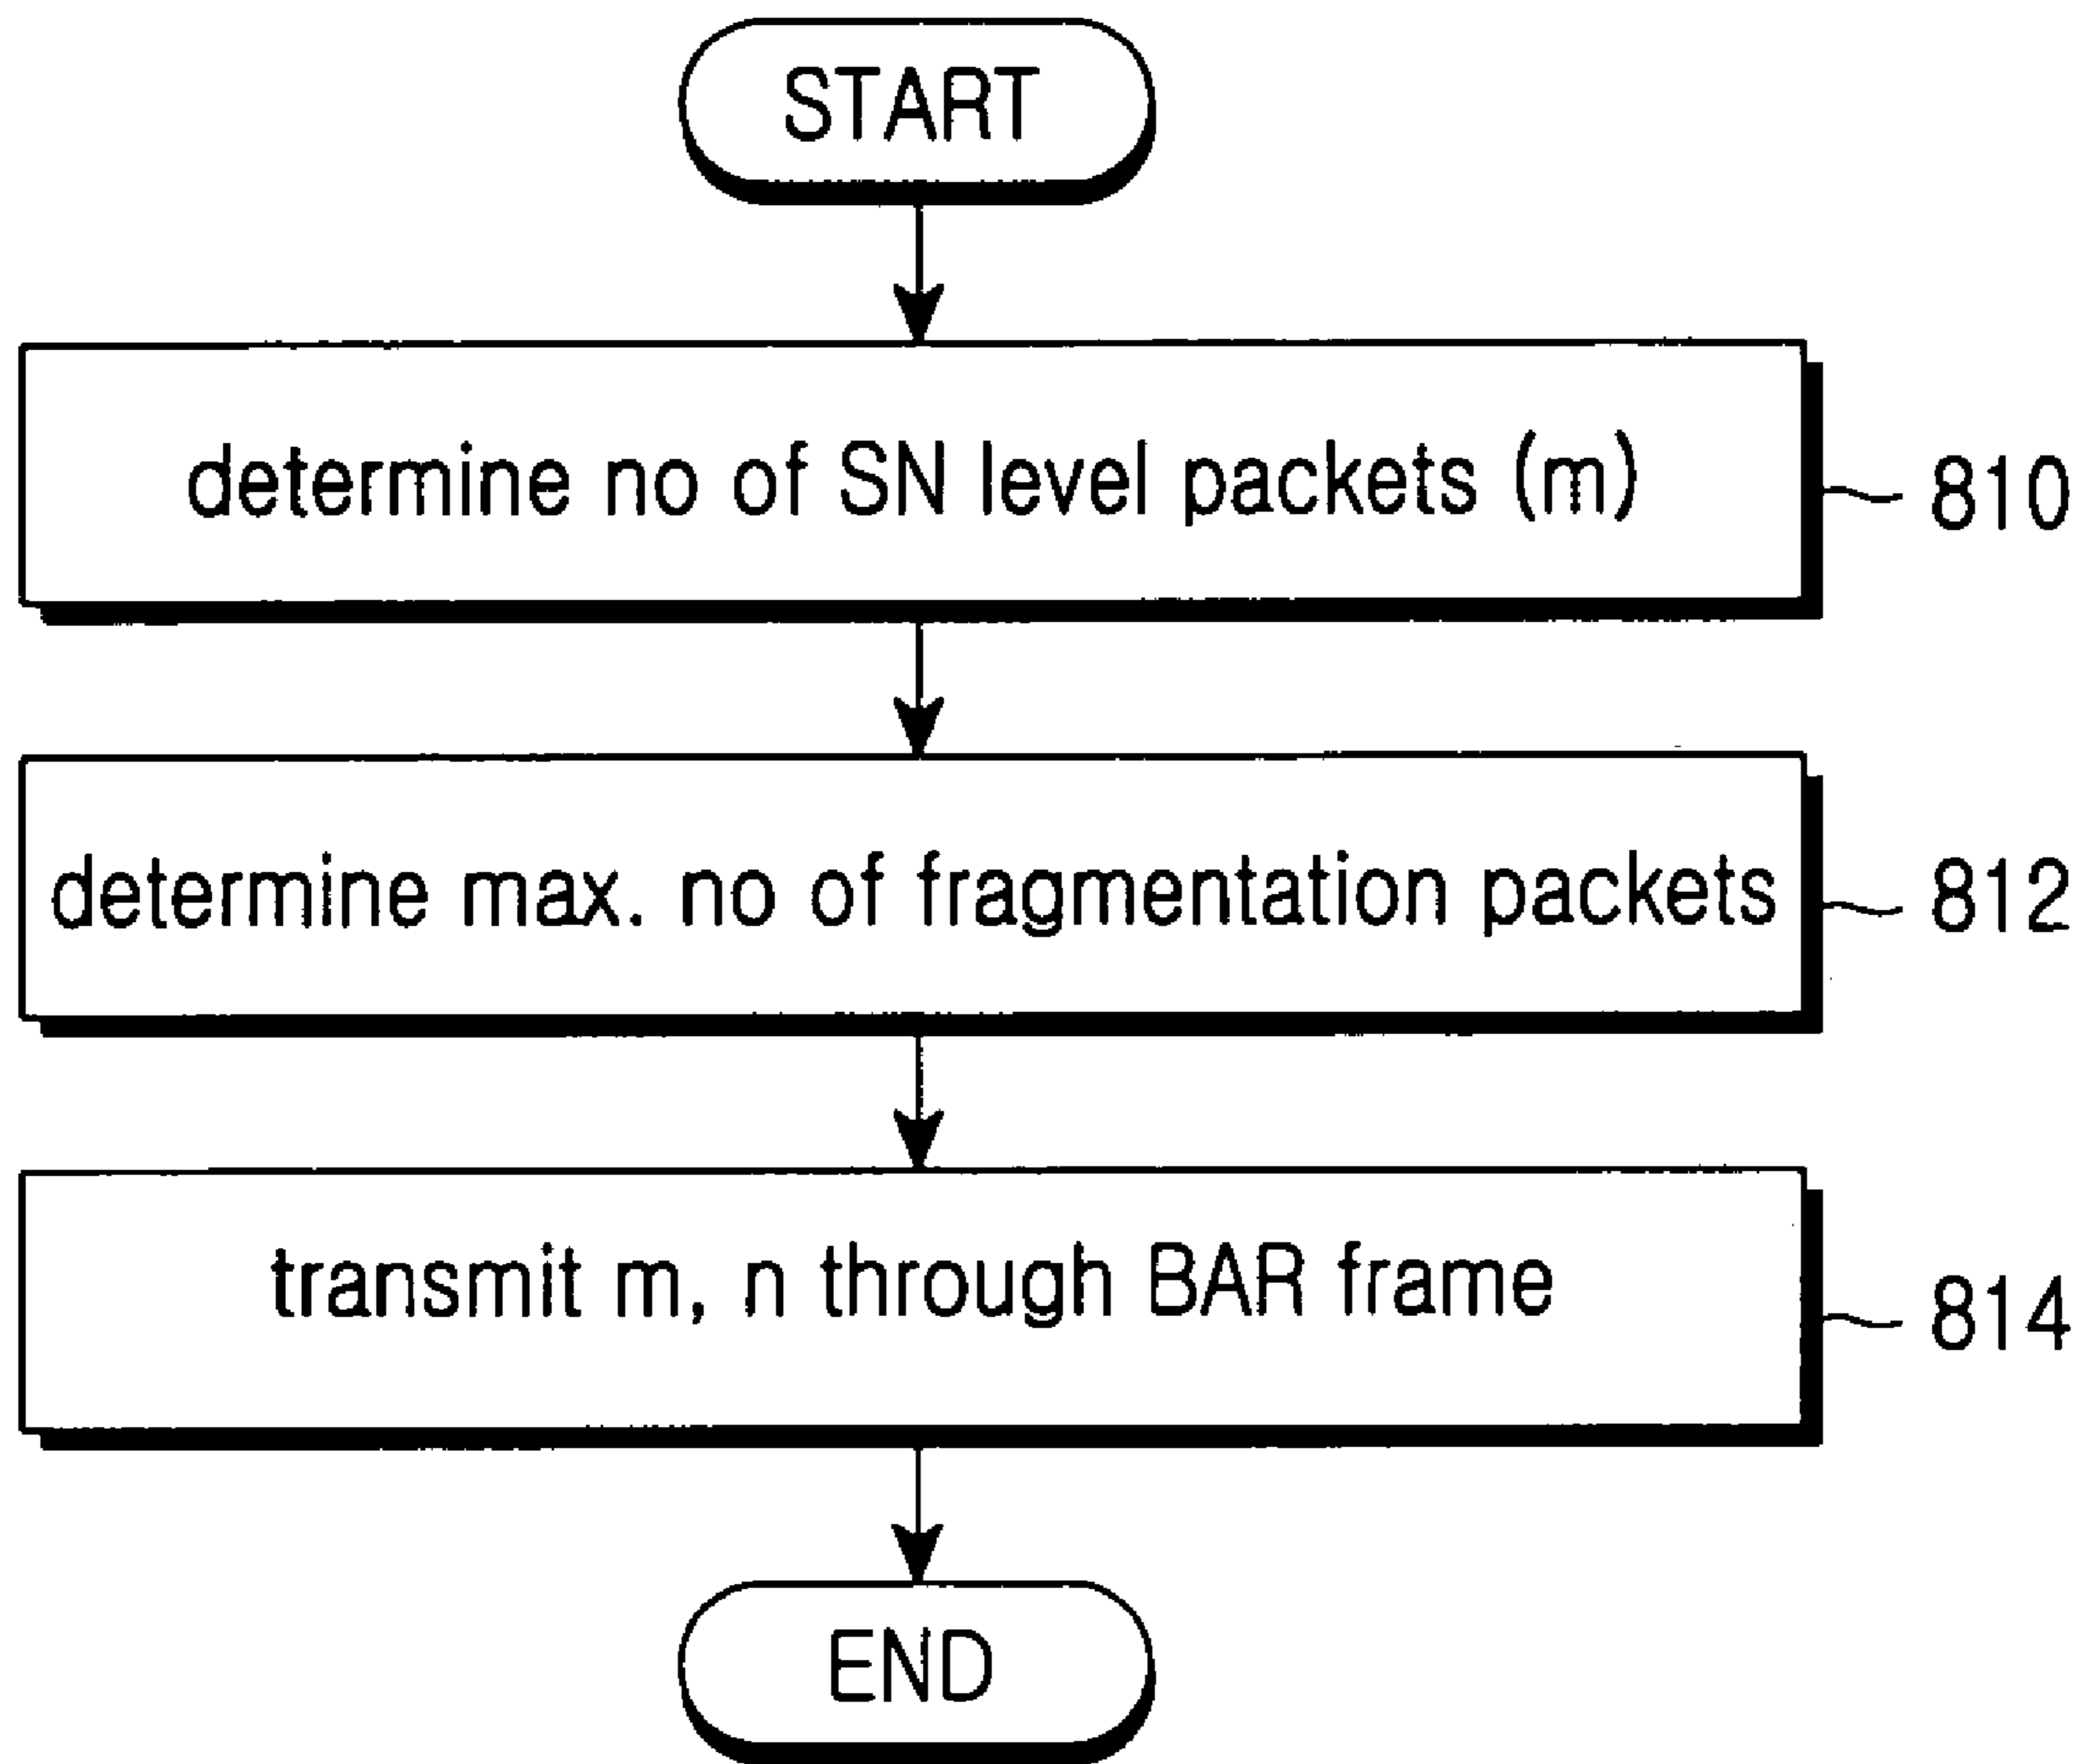 START
determine no of SN level packets (m)
810
determine max. no of fragmentation packets
812
transmit m, n through BAR frame
814
END